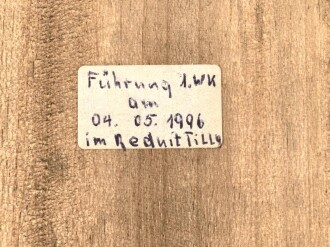 Führung 1.WK
am
04. 05. 1996
im Reduit Tilly